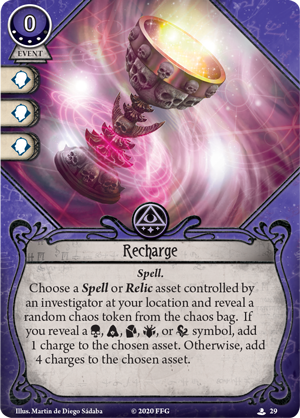 0
EVENT
Recharge
Spell.
Choose a Spell or Relic asset controlled by
an investigator at your location and reveal a
random chaos token from the chaos bag. If
you reveal a , , , , or symbol, add
1 charge to the chosen asset. Otherwise, add
4 charges to the chosen asset.
Illus. Martin de Diego Sádaba
© 2020 FFG
29